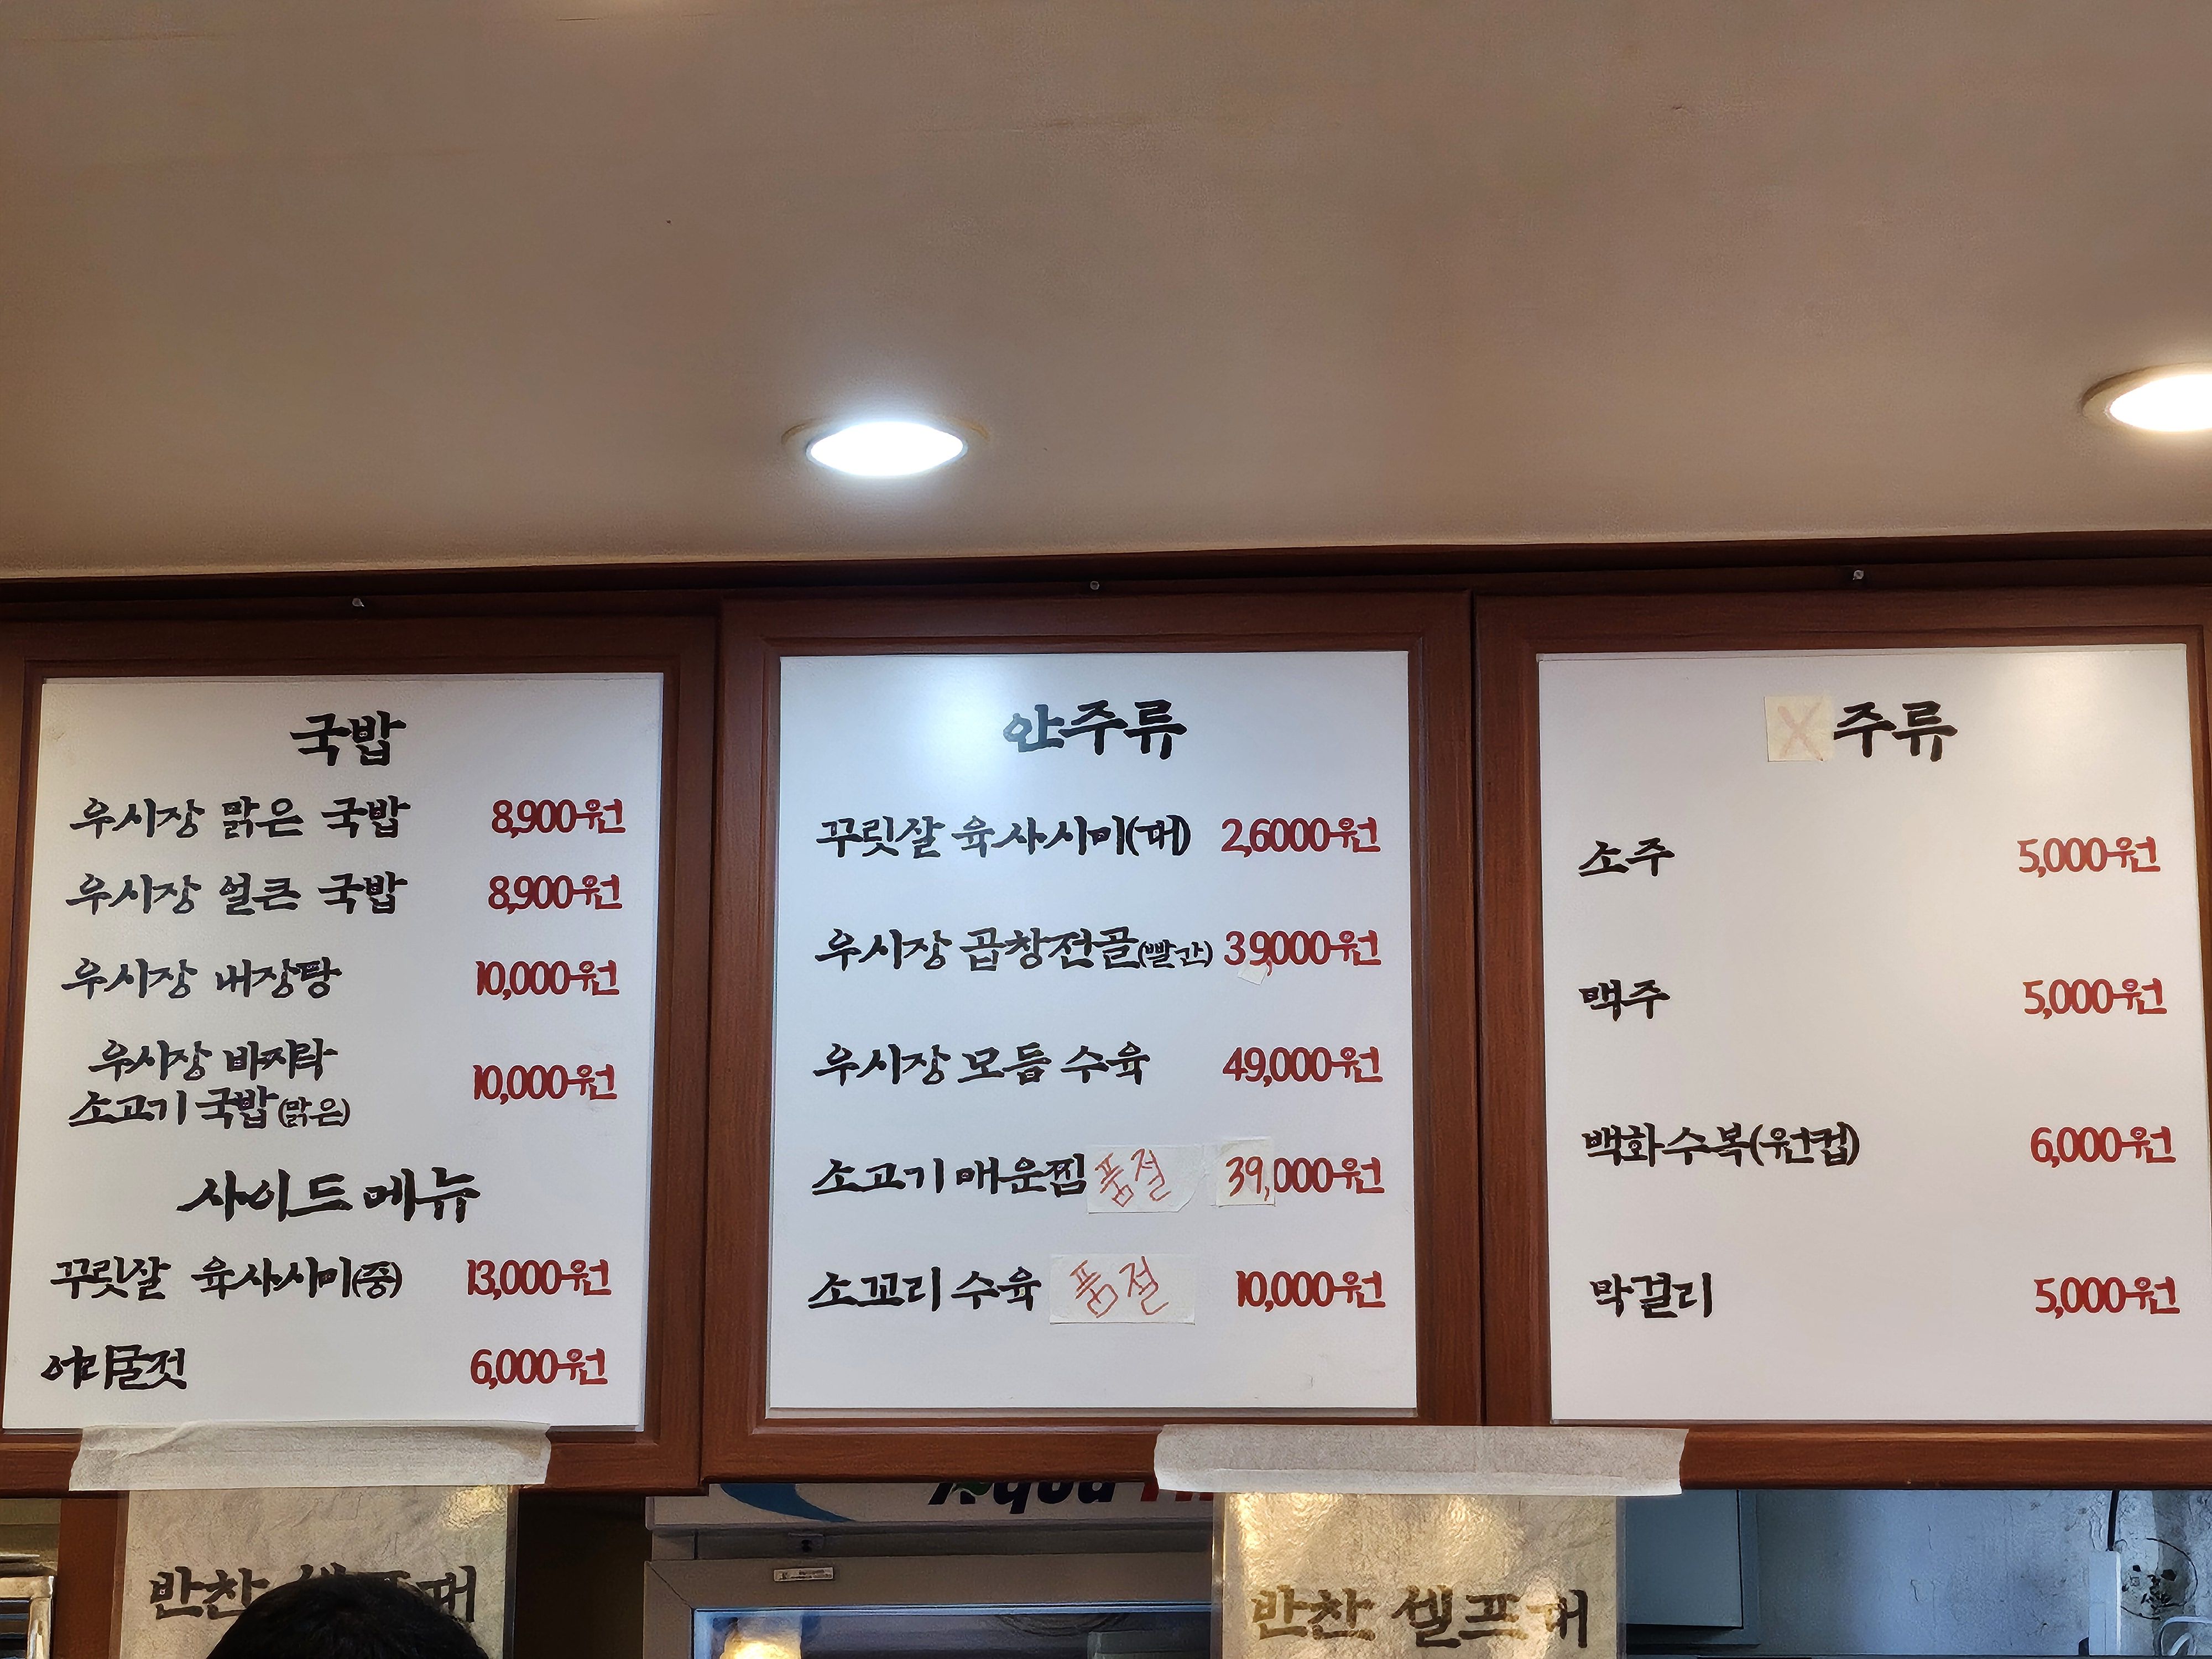 국밥
우시장 맑은 국밥 8,900원
우시장 얼큰 국밥 8,900원
우시장 내장탕 10,000원
우시장 바지락
소고기 국밥(맑은) 10,000원
사이드 메뉴
꾸릿살 육사시미(중) 13,000원
어리굴젓 6,000원
안주류
꾸릿살 육사시미(대) 2,6000원
우시장 곱창전골(빨간) 39,000원
우시장 모듬 수육 49,000원
소고기 매운찜 품절 39,000원
소꼬리 수육 품절 10,000원
X 주류
소주 5,000원
맥주 5,000원
백화수복(원컵) 6,000원
막걸리 5,000원
반찬
Aqua
반찬 셀프대